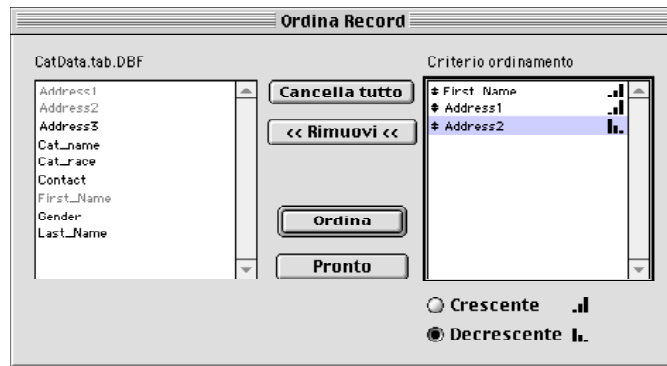 Ordina Record
CatData.tab.DBF
Address1
Address2
Address3
Cat_name
Cat_race
Contact
First_Name
Gender
Last_Name
Cancella tutto
<< Rimuovi <<
Ordina
Pronto
Criterio ordinamento
First_Name
Address1
Address2
Crescente
Decrescente